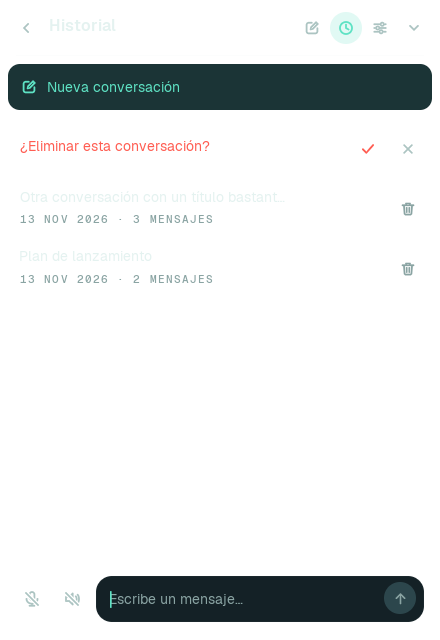 Historial
Nueva conversación
¿Eliminar esta conversación?
Otra conversación con un título bastant...
13 NOV 2026 · 3 MENSAJES
Plan de lanzamiento
13 NOV 2026 · 2 MENSAJES
Escribe un mensaje...